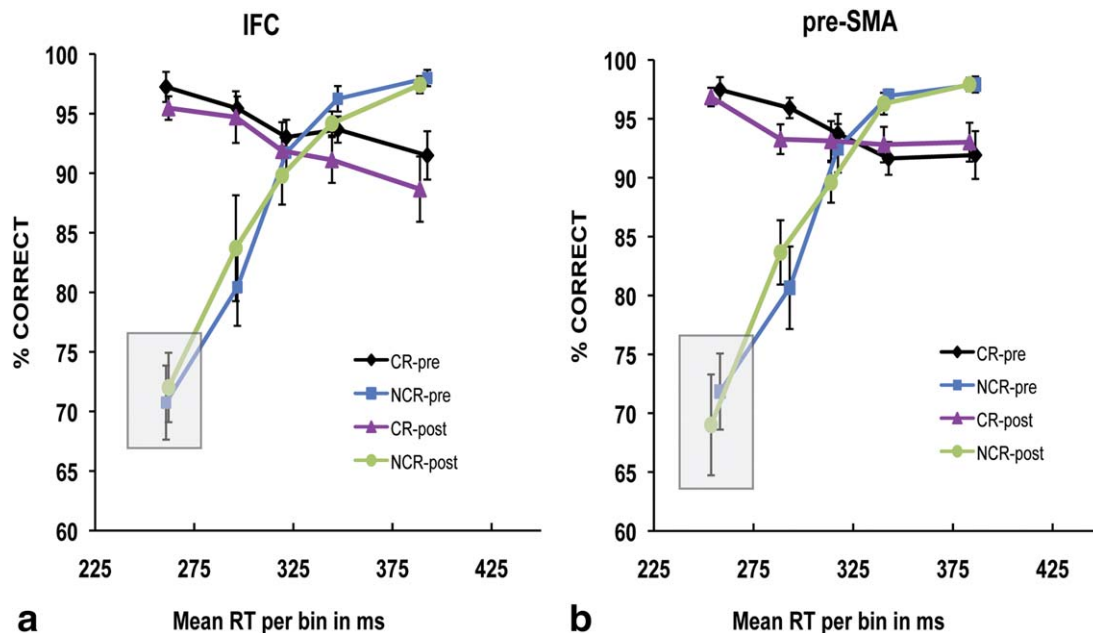 IFC
% CORRECT
100
95
90
85
80
75
70
65
60
CR-pre
NCR-pre
CR-post
NCR-post
225 275 325 375 425
a Mean RT per bin in ms
pre-SMA
% CORRECT
100
95
90
85
80
75
70
65
60
CR-pre
NCR-pre
CR-post
NCR-post
225 275 325 375 425
b Mean RT per bin in ms